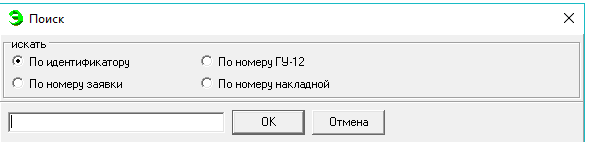 Поиск
искать
По идентификатору По номеру ГУ-12
По номеру заявки По номеру накладной
OK Отмена